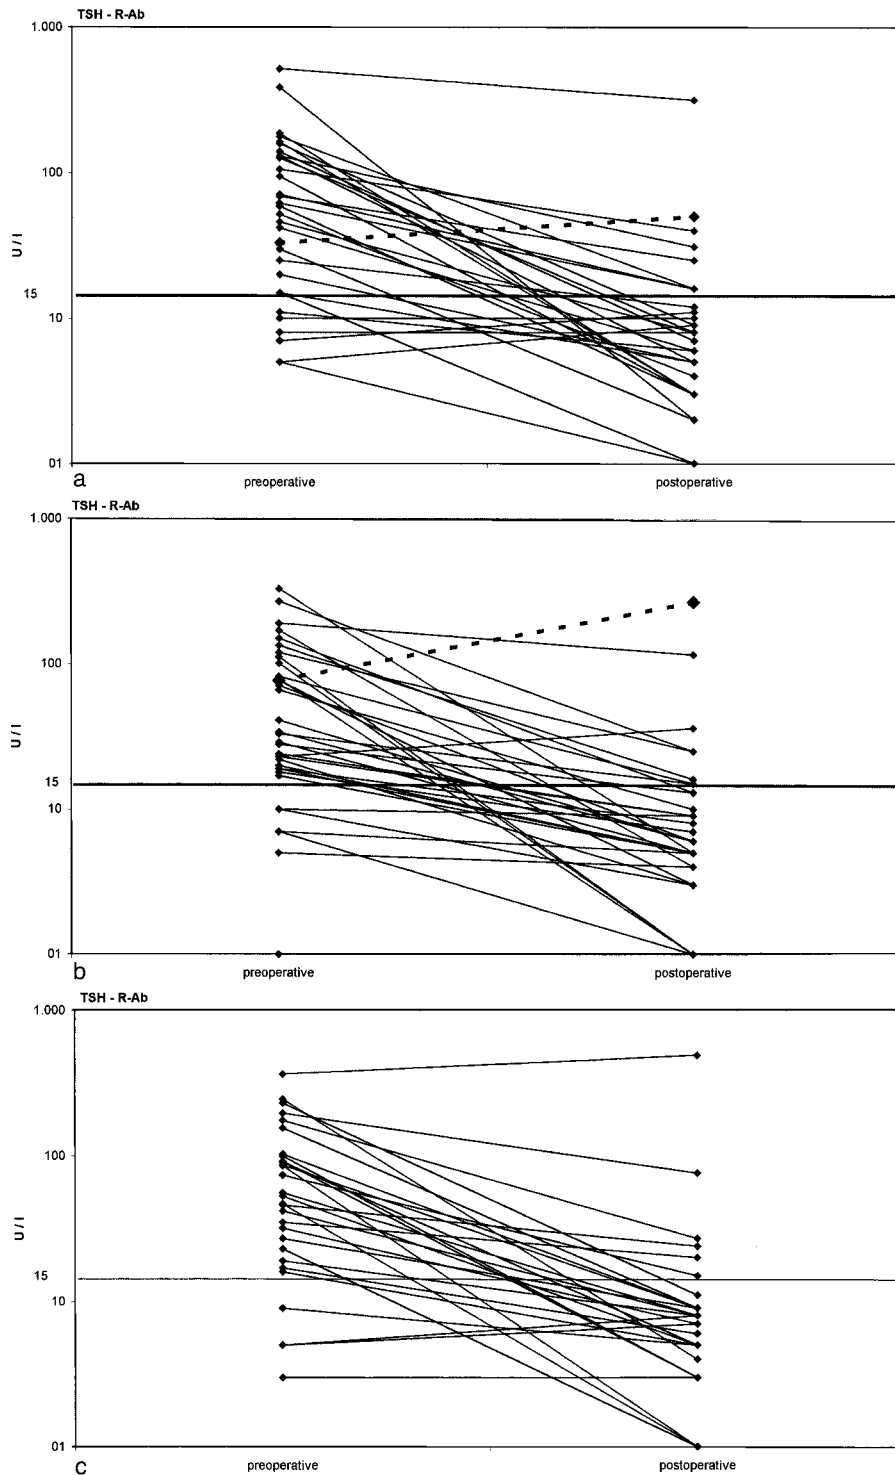 TSH - R-Ab
1.000
100
U / l
15
10
01
a
preoperative
postoperative
TSH - R-Ab
1.000
100
U / l
15
10
01
b
preoperative
postoperative
TSH - R-Ab
1.000
100
U / l
15
10
01
c
preoperative
postoperative